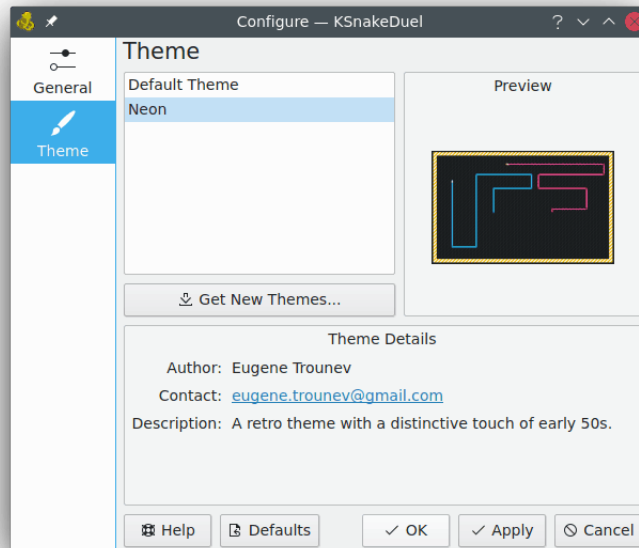 Configure — KSnakeDuel
Theme
General
Theme
Default Theme
Neon
Preview
Get New Themes...
Theme Details
Author: Eugene Trounev
Contact: eugene.trounev@gmail.com
Description: A retro theme with a distinctive touch of early 50s.
Help
Defaults
OK
Apply
Cancel